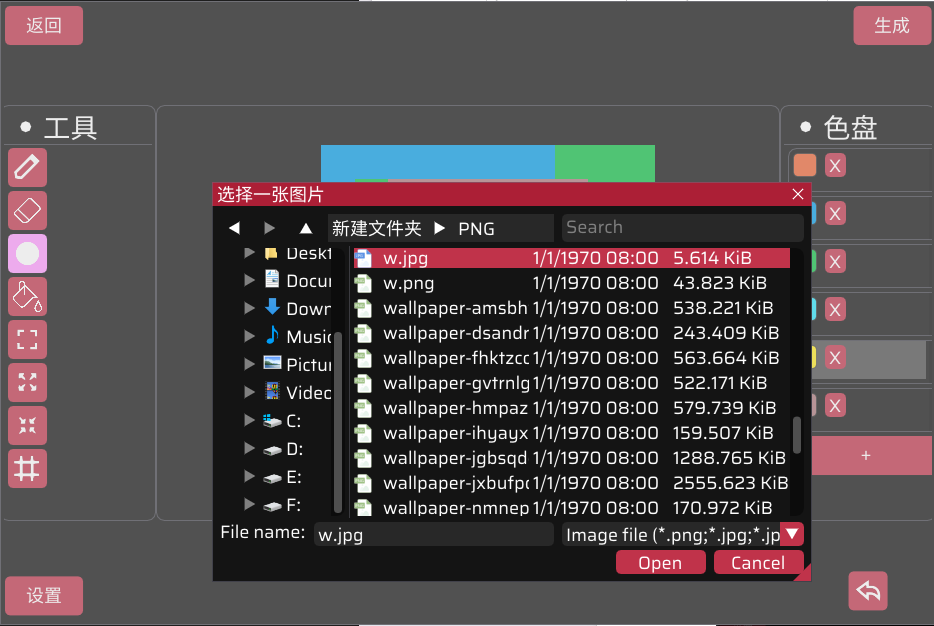 返回
生成
工具
色盘
选择一张图片
新建文件夹 ▶ PNG
Search
Deskt
Docur
Down
Music
Pictur
Videc
C:
D:
E:
F:
w.jpg 1/1/1970 08:00 5.614 KiB
w.png 1/1/1970 08:00 43.823 KiB
wallpaper-amsbh 1/1/1970 08:00 538.221 KiB
wallpaper-dsandr 1/1/1970 08:00 243.409 KiB
wallpaper-fhktzcc 1/1/1970 08:00 563.664 KiB
wallpaper-gvtrnlg 1/1/1970 08:00 522.171 KiB
wallpaper-hmpaz 1/1/1970 08:00 579.739 KiB
wallpaper-ihyayx 1/1/1970 08:00 159.507 KiB
wallpaper-jgbsqd 1/1/1970 08:00 1288.765 KiB
wallpaper-jxbufpc 1/1/1970 08:00 2555.623 KiB
wallpaper-nmnep 1/1/1970 08:00 170.972 KiB
File name: w.jpg
Image file (*.png;*.jpg;*.jp
Open
Cancel
X
X
X
X
X
X
+
设置